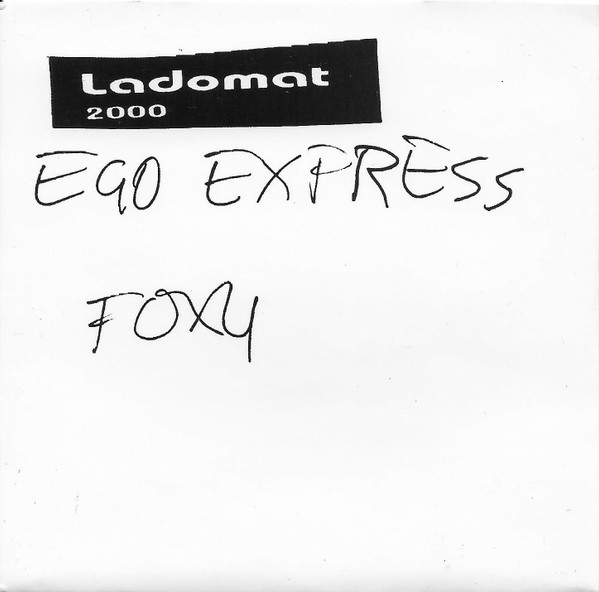 Ladomat
2000
EGO EXPRESS
FOXY